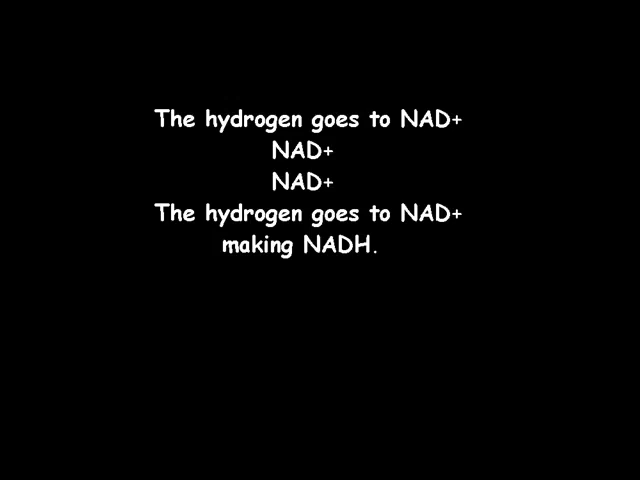 The hydrogen goes to NAD+
NAD+
NAD+
The hydrogen goes to NAD+
making NADH.